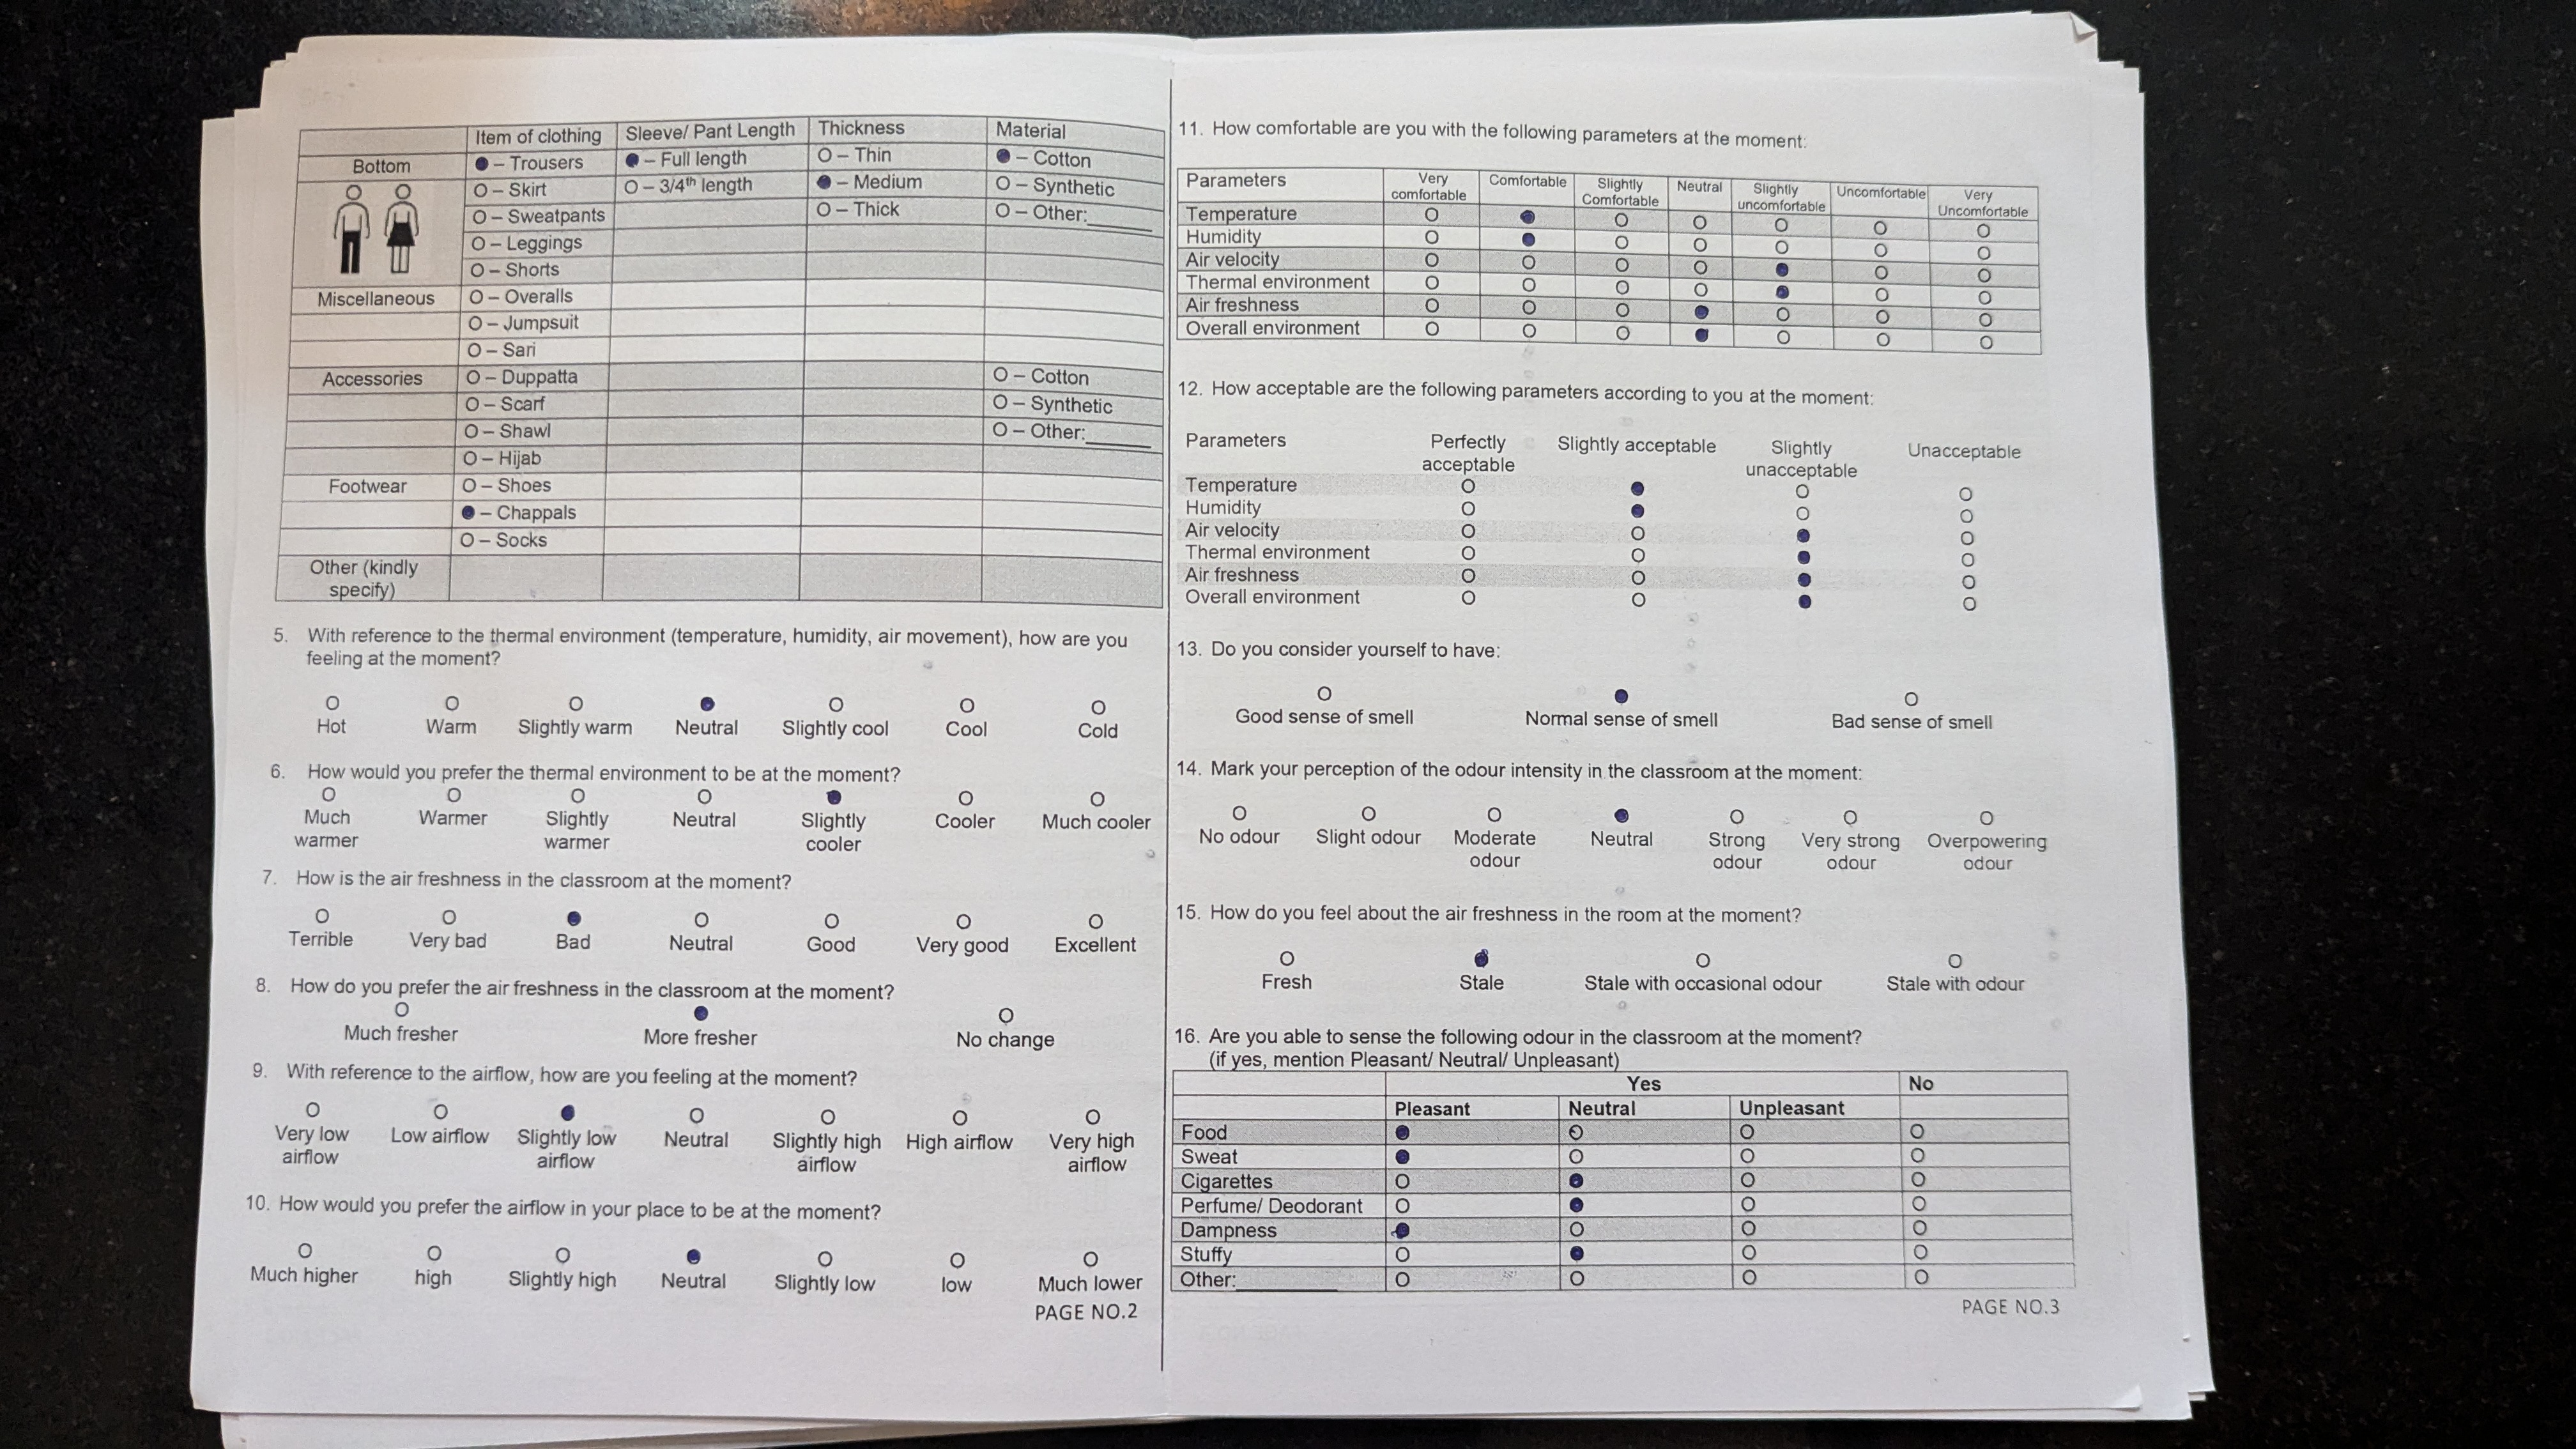 Item of clothing Sleeve/ Pant Length Thickness Material
Bottom ● – Trousers ● – Full length O – Thin ● – Cotton
O – Skirt O – 3/4th length ● – Medium O – Synthetic
O – Sweatpants O – Thick O – Other:______
O – Leggings
O – Shorts
Miscellaneous O – Overalls
O – Jumpsuit
O – Sari
Accessories O – Duppatta O – Cotton
O – Scarf O – Synthetic
O – Shawl O – Other:______
O – Hijab
Footwear O – Shoes
● – Chappals
O – Socks
Other (kindly
specify)
5. With reference to the thermal environment (temperature, humidity, air movement), how are you
feeling at the moment?
O O O ● O O O
Hot Warm Slightly warm Neutral Slightly cool Cool Cold
6. How would you prefer the thermal environment to be at the moment?
O O O O ● O O
Much Warmer Slightly Neutral Slightly Cooler Much cooler
warmer warmer cooler
7. How is the air freshness in the classroom at the moment?
O O ● O O O O
Terrible Very bad Bad Neutral Good Very good Excellent
8. How do you prefer the air freshness in the classroom at the moment?
O ● O
Much fresher More fresher No change
9. With reference to the airflow, how are you feeling at the moment?
O O ● O O O O
Very low Low airflow Slightly low Neutral Slightly high High airflow Very high
airflow airflow airflow airflow
10. How would you prefer the airflow in your place to be at the moment?
O O O ● O O O
Much higher high Slightly high Neutral Slightly low low Much lower
PAGE NO.2
11. How comfortable are you with the following parameters at the moment:
Parameters Very Comfortable Slightly Neutral Slightly Uncomfortable Very
comfortable Comfortable uncomfortable Uncomfortable
Temperature O ● O O O O O
Humidity O ● O O O O O
Air velocity O O O O ● O O
Thermal environment O O O O ● O O
Air freshness O O O ● O O O
Overall environment O O O ● O O O
12. How acceptable are the following parameters according to you at the moment:
Parameters Perfectly Slightly acceptable Slightly Unacceptable
acceptable unacceptable
Temperature O ● O O
Humidity O ● O O
Air velocity O O ● O
Thermal environment O O ● O
Air freshness O O ● O
Overall environment O O ● O
13. Do you consider yourself to have:
O ● O
Good sense of smell Normal sense of smell Bad sense of smell
14. Mark your perception of the odour intensity in the classroom at the moment:
O O O ● O O O
No odour Slight odour Moderate Neutral Strong Very strong Overpowering
odour odour odour odour
15. How do you feel about the air freshness in the room at the moment?
O ● O O
Fresh Stale Stale with occasional odour Stale with odour
16. Are you able to sense the following odour in the classroom at the moment?
(if yes, mention Pleasant/ Neutral/ Unpleasant)
Yes No
Pleasant Neutral Unpleasant
Food ● O O O
Sweat ● O O O
Cigarettes O ● O O
Perfume/ Deodorant O ● O O
Dampness ● O O O
Stuffy O ● O O
Other:_________ O O O O
PAGE NO.3